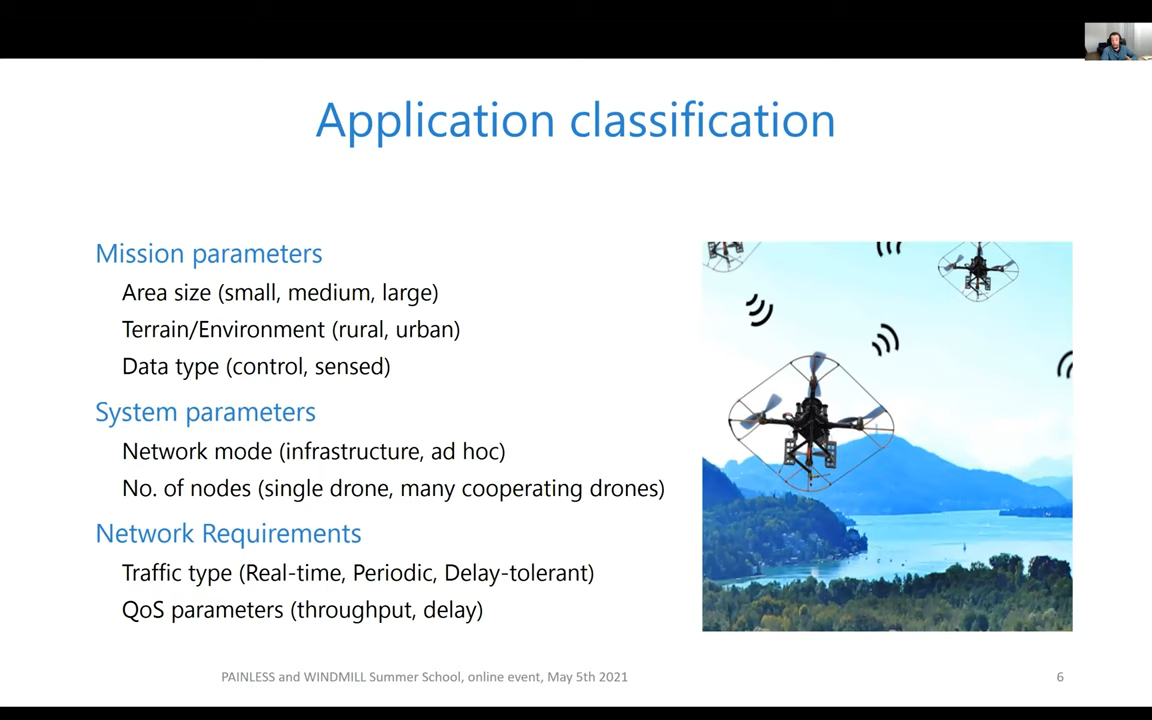 Application classification
Mission parameters
Area size (small, medium, large)
Terrain/Environment (rural, urban)
Data type (control, sensed)
System parameters
Network mode (infrastructure, ad hoc)
No. of nodes (single drone, many cooperating drones)
Network Requirements
Traffic type (Real-time, Periodic, Delay-tolerant)
QoS parameters (throughput, delay)
PAINLESS and WINDMILL Summer School, online event, May 5th 2021
6